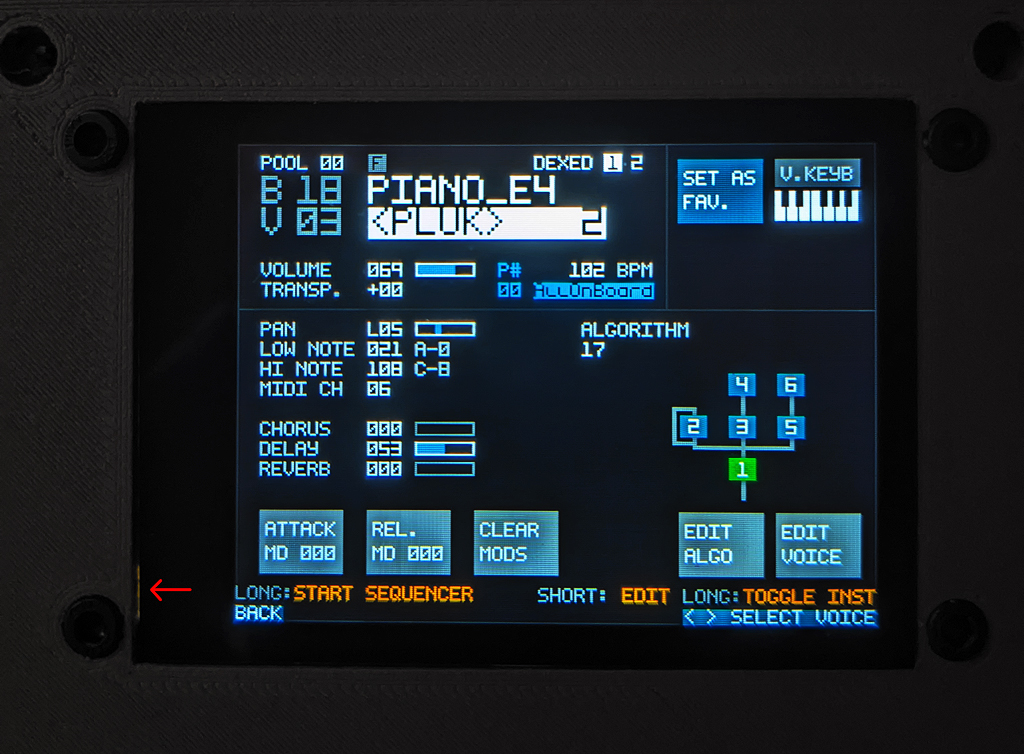 POOL 00 F DEXED 1 2
B 18 PIANO_E4
V 03 <PLUK> 2
SET AS FAV.
V.KEYB
VOLUME 069 P# 102 BPM
TRANSP. +00 00 AllOnBoard
PAN L05 ALGORITHM
LOW NOTE 021 A-0 17
HI NOTE 108 C-8
MIDI CH 06
4 6
2 3 5
1
CHORUS 000
DELAY 053
REVERB 000
ATTACK REL. CLEAR EDIT EDIT
MD 000 MD 000 MODS ALGO VOICE
LONG:START SEQUENCER SHORT: EDIT LONG:TOGGLE INST
BACK < > SELECT VOICE